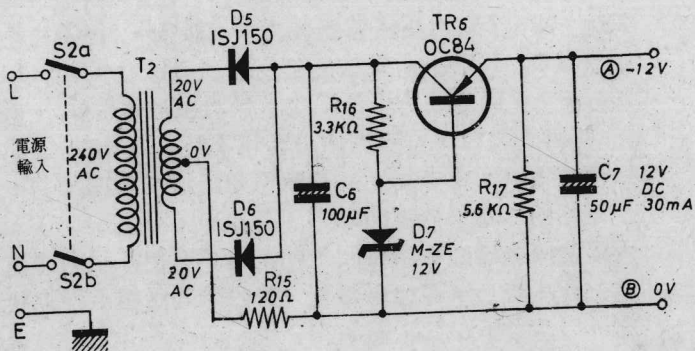 S2a
L
電源
輸入
N
S2b
E
T2
240V
AC
20V
AC
0V
20V
AC
D5
ISJ150
D6
ISJ150
R15
120Ω
C6
100μF
R16
3.3KΩ
D7
M-ZE
12V
TR6
OC84
R17
5.6KΩ
C7
50μF
12V
DC
30mA
A -12V
B 0V